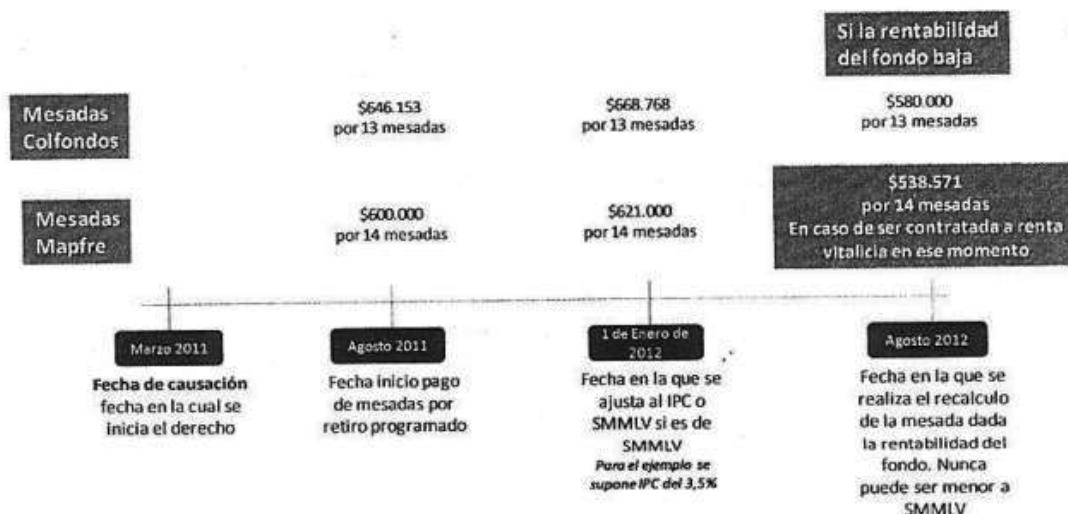 Si la rentabilidad
del fondo baja
Mesadas
Colfondos
$646.153
por 13 mesadas
$668.768
por 13 mesadas
$580.000
por 13 mesadas
Mesadas
Mapfre
$600.000
por 14 mesadas
$621.000
por 14 mesadas
$538.571
por 14 mesadas
En caso de ser contratada a renta
vitalicia en ese momento
Marzo 2011
Fecha de causación
fecha en la cual se
inicia el derecho
Agosto 2011
Fecha inicio pago
de mesadas por
retiro programado
1 de Enero de
2012
Fecha en la que se
ajusta al IPC o
SMMLV si es de
SMMLV
Para el ejemplo se
supone IPC del 3,5%
Agosto 2012
Fecha en la que se
realiza el recalculo
de la mesada dada
la rentabilidad del
fondo. Nunca
puede ser menor a
SMMLV